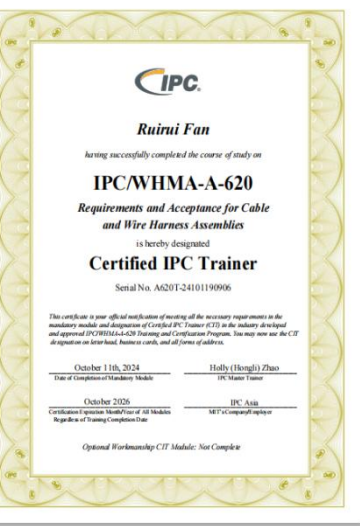 IPC.
Ruirui Fan
having successfully completed the course of study on
IPC/WHMA-A-620
Requirements and Acceptance for Cable
and Wire Harness Assemblies
is hereby designated
Certified IPC Trainer
Serial No. A620T-24101190906
This certificate is your official notification of meeting all the necessary requirements in the
mandatory module and designation of Certified IPC Trainer (CIT) in the industry developed
and approved IPC/WHMA-A-620 Training and Certification Program. You may now use the CIT
designation on letterhead, business cards, and all forms of address.
October 11th, 2024 Holly (Hongli) Zhao
Date of Completion of Mandatory Module IPC Master Trainer
October 2026 IPC Asia
Certification Expiration Month/Year of All Modules MIT's Company/Employer
Regardless of Training Completion Date
Optional Workmanship CIT Module: Not Complete